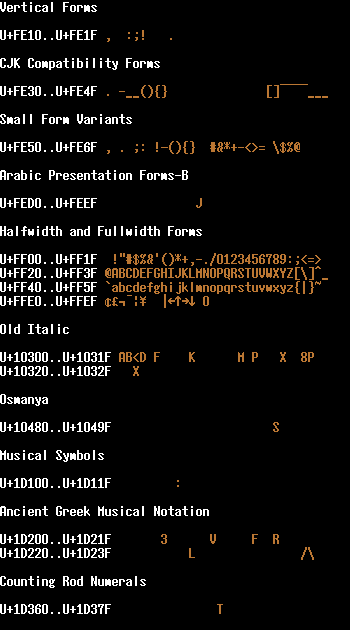 Vertical Forms
U+FE10..U+FE1F , :;! .
CJK Compatibility Forms
U+FE30..U+FE4F . -__(){} []‾‾‾‾___
Small Form Variants
U+FE50..U+FE6F , . ;: !-(){} #&*+-<>= \$%@
Arabic Presentation Forms-B
U+FED0..U+FEEF J
Halfwidth and Fullwidth Forms
U+FF00..U+FF1F !"#$%&'()*+,-./0123456789:;<=>
U+FF20..U+FF3F @ABCDEFGHIJKLMNOPQRSTUVWXYZ[\]^_
U+FF40..U+FF5F `abcdefghijklmnopqrstuvwxyz{|}~
U+FFE0..U+FFEF ¢£¬¯¦¥ |←↑→↓ O
Old Italic
U+10300..U+1031F AB<D F K M P X 8P
U+10320..U+1032F X
Osmanya
U+10480..U+1049F S
Musical Symbols
U+1D100..U+1D11F :
Ancient Greek Musical Notation
U+1D200..U+1D21F 3 V F R
U+1D220..U+1D23F L /\
Counting Rod Numerals
U+1D360..U+1D37F T